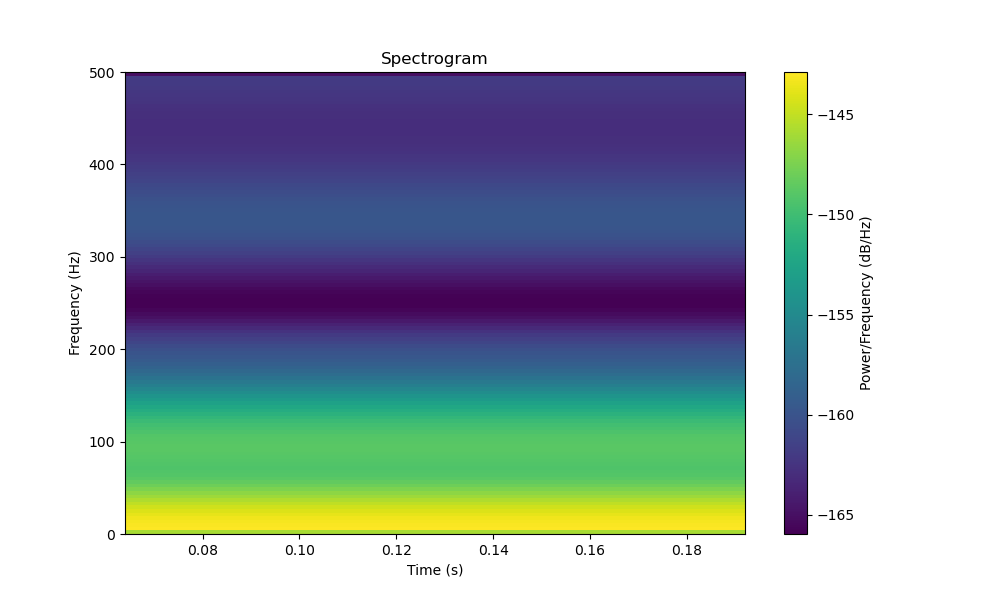 Spectrogram
500
400
300
200
100
0
Frequency (Hz)
0.08 0.10 0.12 0.14 0.16 0.18
Time (s)
−145
−150
−155
−160
−165
Power/Frequency (dB/Hz)